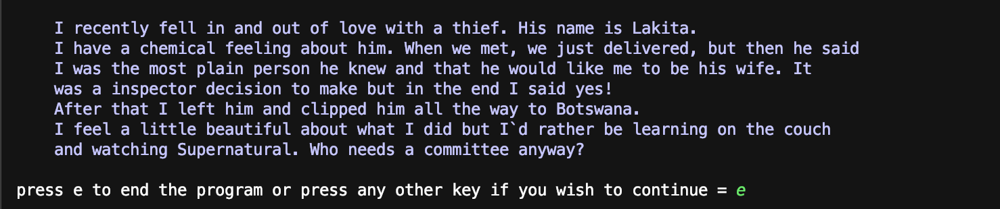 I recently fell in and out of love with a thief. His name is Lakita.
I have a chemical feeling about him. When we met, we just delivered, but then he said
I was the most plain person he knew and that he would like me to be his wife. It
was a inspector decision to make but in the end I said yes!
After that I left him and clipped him all the way to Botswana.
I feel a little beautiful about what I did but I`d rather be learning on the couch
and watching Supernatural. Who needs a committee anyway?
press e to end the program or press any other key if you wish to continue = e